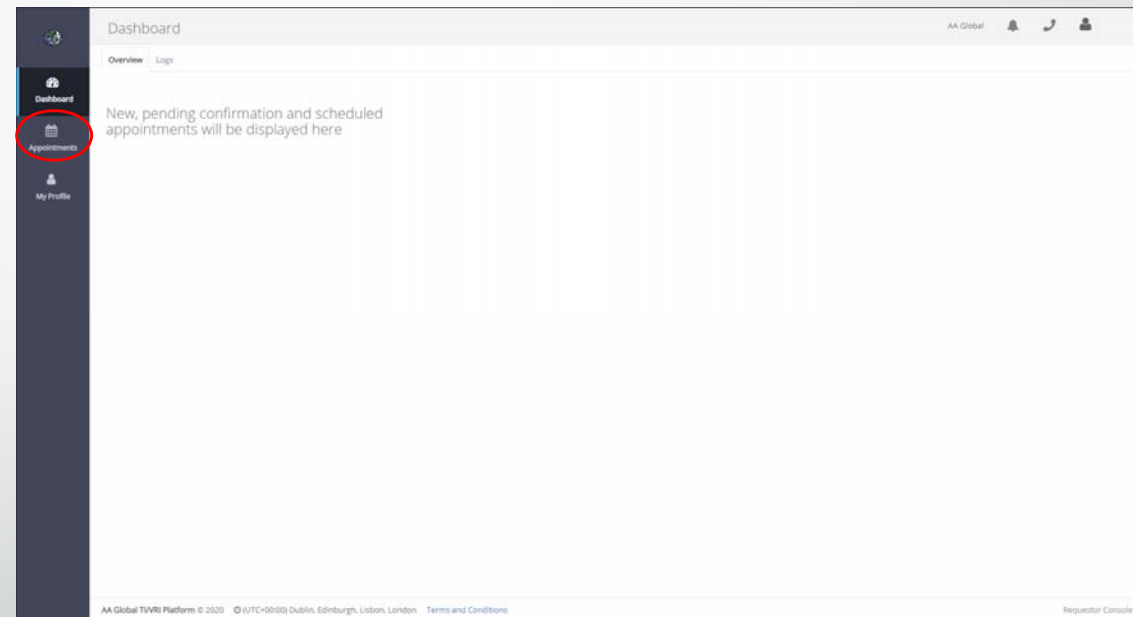 Dashboard
AA Global
Overview Logs
Dashboard
Appointments
My Profile
New, pending confirmation and scheduled
appointments will be displayed here
AA Global TI/VRI Platform © 2020 (UTC+00:00) Dublin, Edinburgh, Lisbon, London Terms and Conditions
Requestor Console